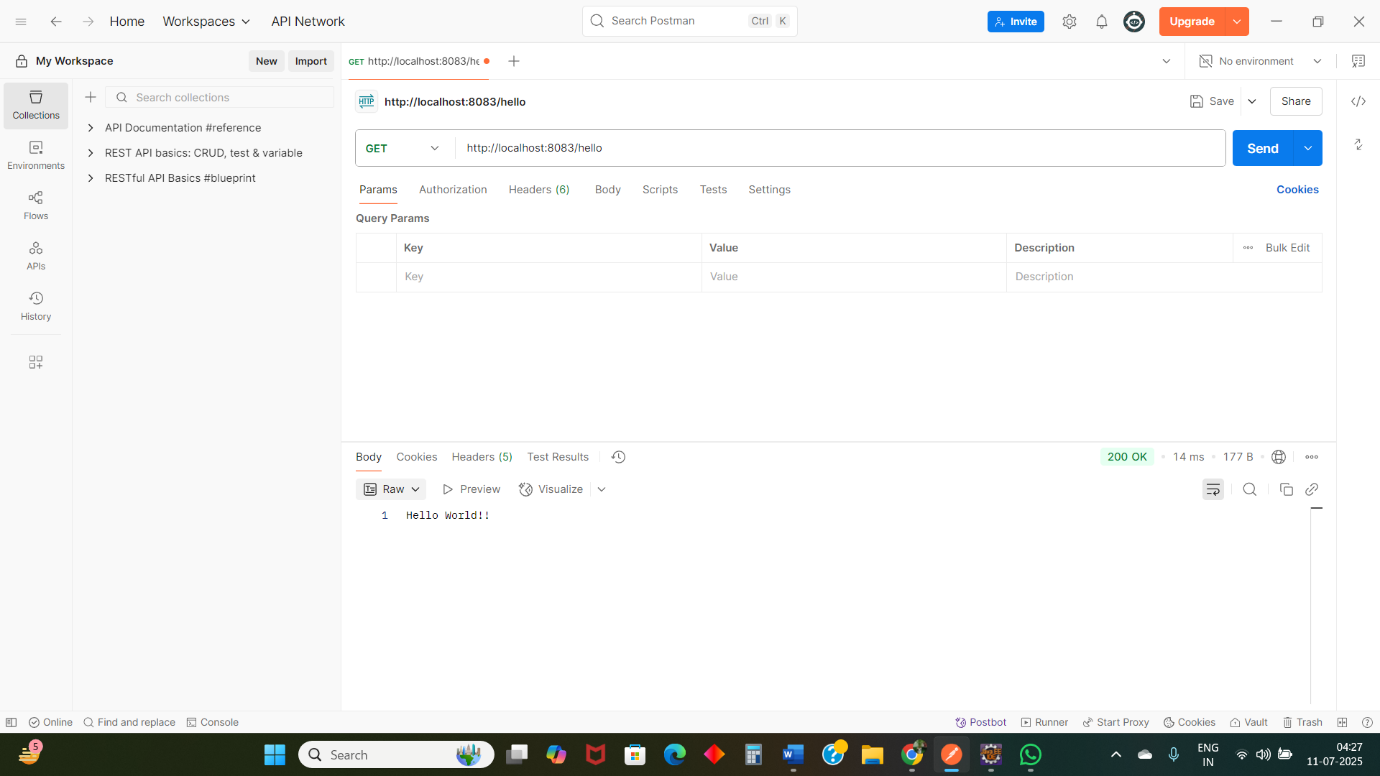 Home Workspaces API Network Search Postman Ctrl K Invite Upgrade
My Workspace New Import GET http://localhost:8083/he No environment
Collections
Environments
Flows
APIs
History
Search collections
API Documentation #reference
REST API basics: CRUD, test & variable
RESTful API Basics #blueprint
HTTP http://localhost:8083/hello Save Share
GET http://localhost:8083/hello Send
Params Authorization Headers (6) Body Scripts Tests Settings Cookies
Query Params
Key Value Description Bulk Edit
Key Value Description
Body Cookies Headers (5) Test Results 200 OK 14 ms 177 B
Raw Preview Visualize
1 Hello World!!
Online Find and replace Console Postbot Runner Start Proxy Cookies Vault Trash
5 Search ENG 04:27
IN 11-07-2025